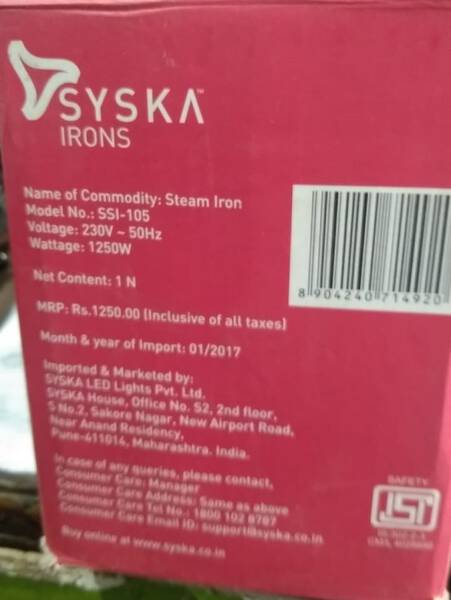 SYSKA™
IRONS
Name of Commodity: Steam Iron
Model No.: SSI-105
Voltage: 230V ~ 50Hz
Wattage: 1250W
8 904240 714920
Net Content: 1 N
MRP: Rs.1250.00 (Inclusive of all taxes)
Month & year of Import: 01/2017
Imported & Marketed by:
SYSKA LED Lights Pvt. Ltd.
SYSKA House, Office No. S2, 2nd floor,
S No.2, Sakore Nagar, New Airport Road,
Near Anand Residency,
Pune-411014, Maharashtra. India.
In case of any queries, please contact,
Consumer Care: Manager
Consumer Care Address: Same as above
Consumer Care Tel No.: 1800 102 8787
Consumer Care Email ID: support@syska.co.in
Buy online at www.syska.co.in
SAFETY
ISI